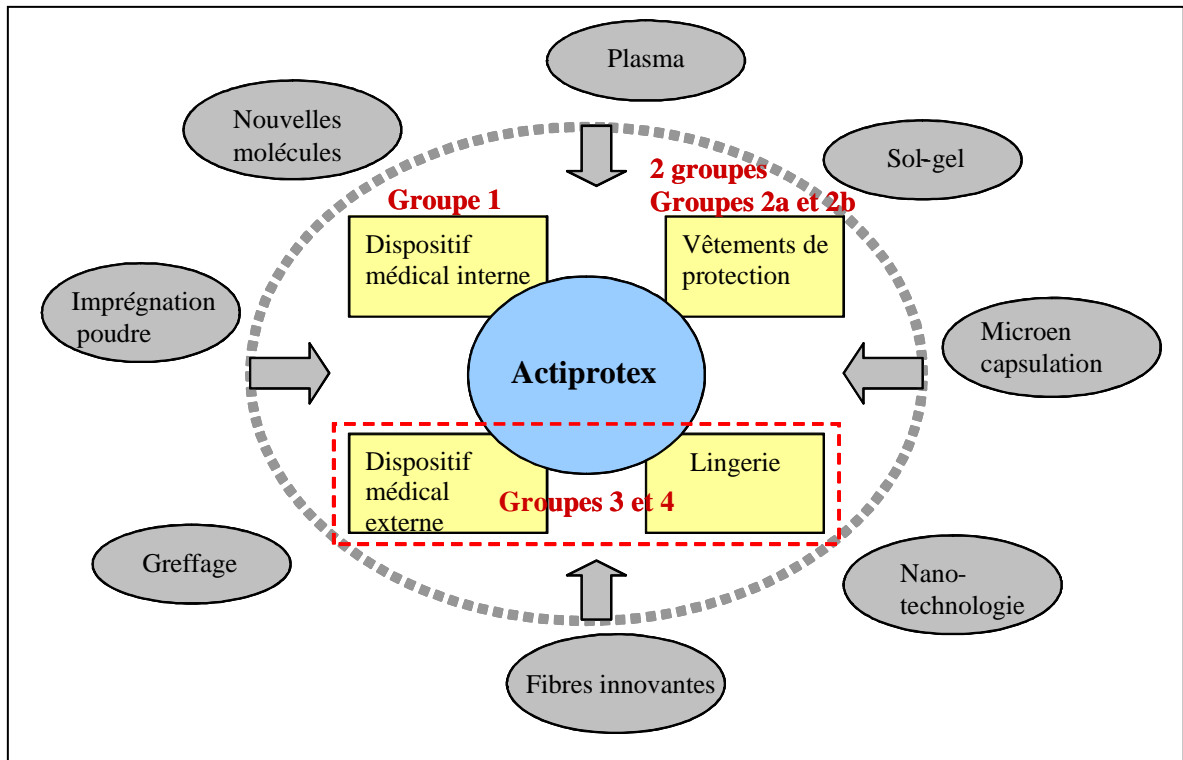 Plasma
Nouvelles
molécules
Sol-gel
2 groupes
Groupe 1
Groupes 2a et 2b
Dispositif
médical interne
Vêtements de
protection
Imprégnation
poudre
Microen
capsulation
Actiprotex
Dispositif
médical
externe
Lingerie
Groupes 3 et 4
Greffage
Nano-
technologie
Fibres innovantes